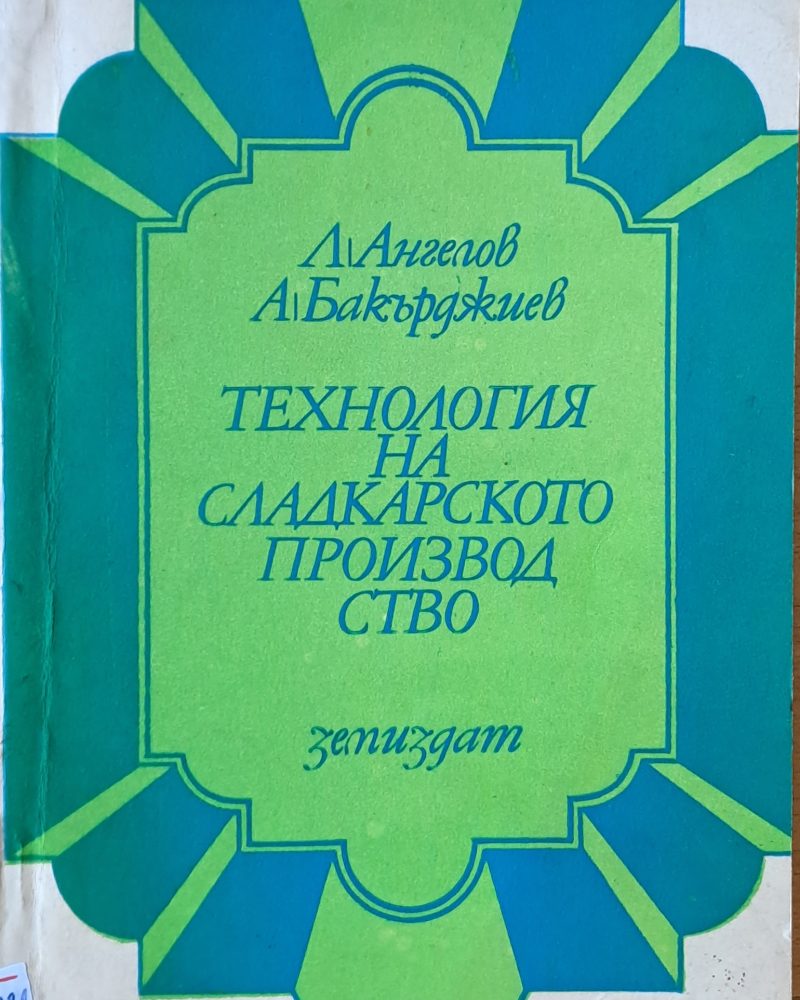 Л\Ангелов
А\Бакърджиев
ТЕХНОЛОГИЯ
НА
СЛАДКАРСКОТО
ПРОИЗВОД
СТВО
земиздат